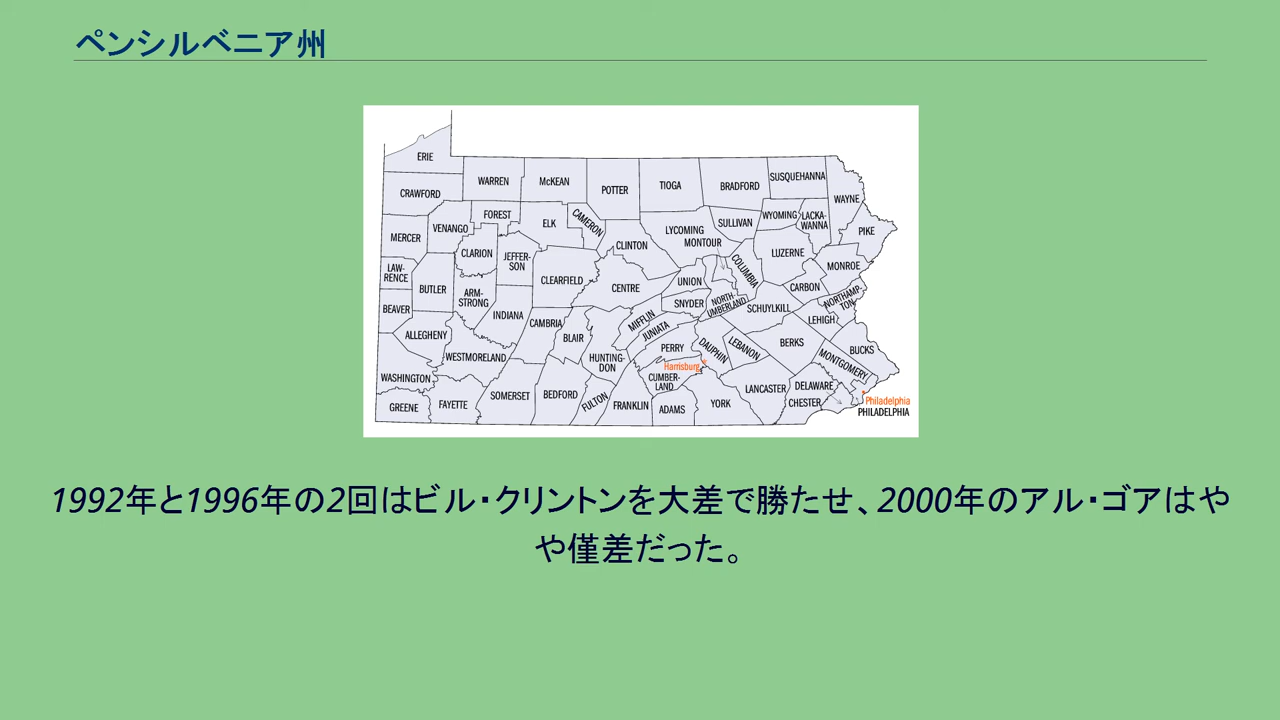 ペンシルベニア州
ERIE
CRAWFORD
WARREN
McKEAN
POTTER
TIOGA
BRADFORD
SUSQUEHANNA
WAYNE
FOREST
ELK
CAMERON
SULLIVAN
WYOMING
LACKA-
WANNA
PIKE
MERCER
VENANGO
CLINTON
LYCOMING
MONTOUR
CLARION
JEFFER-
SON
LUZERNE
MONROE
LAW-
RENCE
BUTLER
CLEARFIELD
CENTRE
UNION
COLUMBIA
CARBON
ARM-
STRONG
SNYDER
NORTH-
UMBERLAND
SCHUYLKILL
NORTHAMP-
TON
BEAVER
INDIANA
CAMBRIA
MIFFLIN
JUNIATA
LEHIGH
ALLEGHENY
BLAIR
PERRY
DAUPHIN
LEBANON
BERKS
BUCKS
WESTMORELAND
HUNTING-
DON
Harrisburg
MONTGOMERY
WASHINGTON
CUMBER-
LAND
LANCASTER
DELAWARE
GREENE
FAYETTE
SOMERSET
BEDFORD
FULTON
FRANKLIN
ADAMS
YORK
CHESTER
Philadelphia
PHILADELPHIA
1992年と1996年の2回はビル・クリントンを大差で勝たせ、2000年のアル・ゴアはや
や僅差だった。